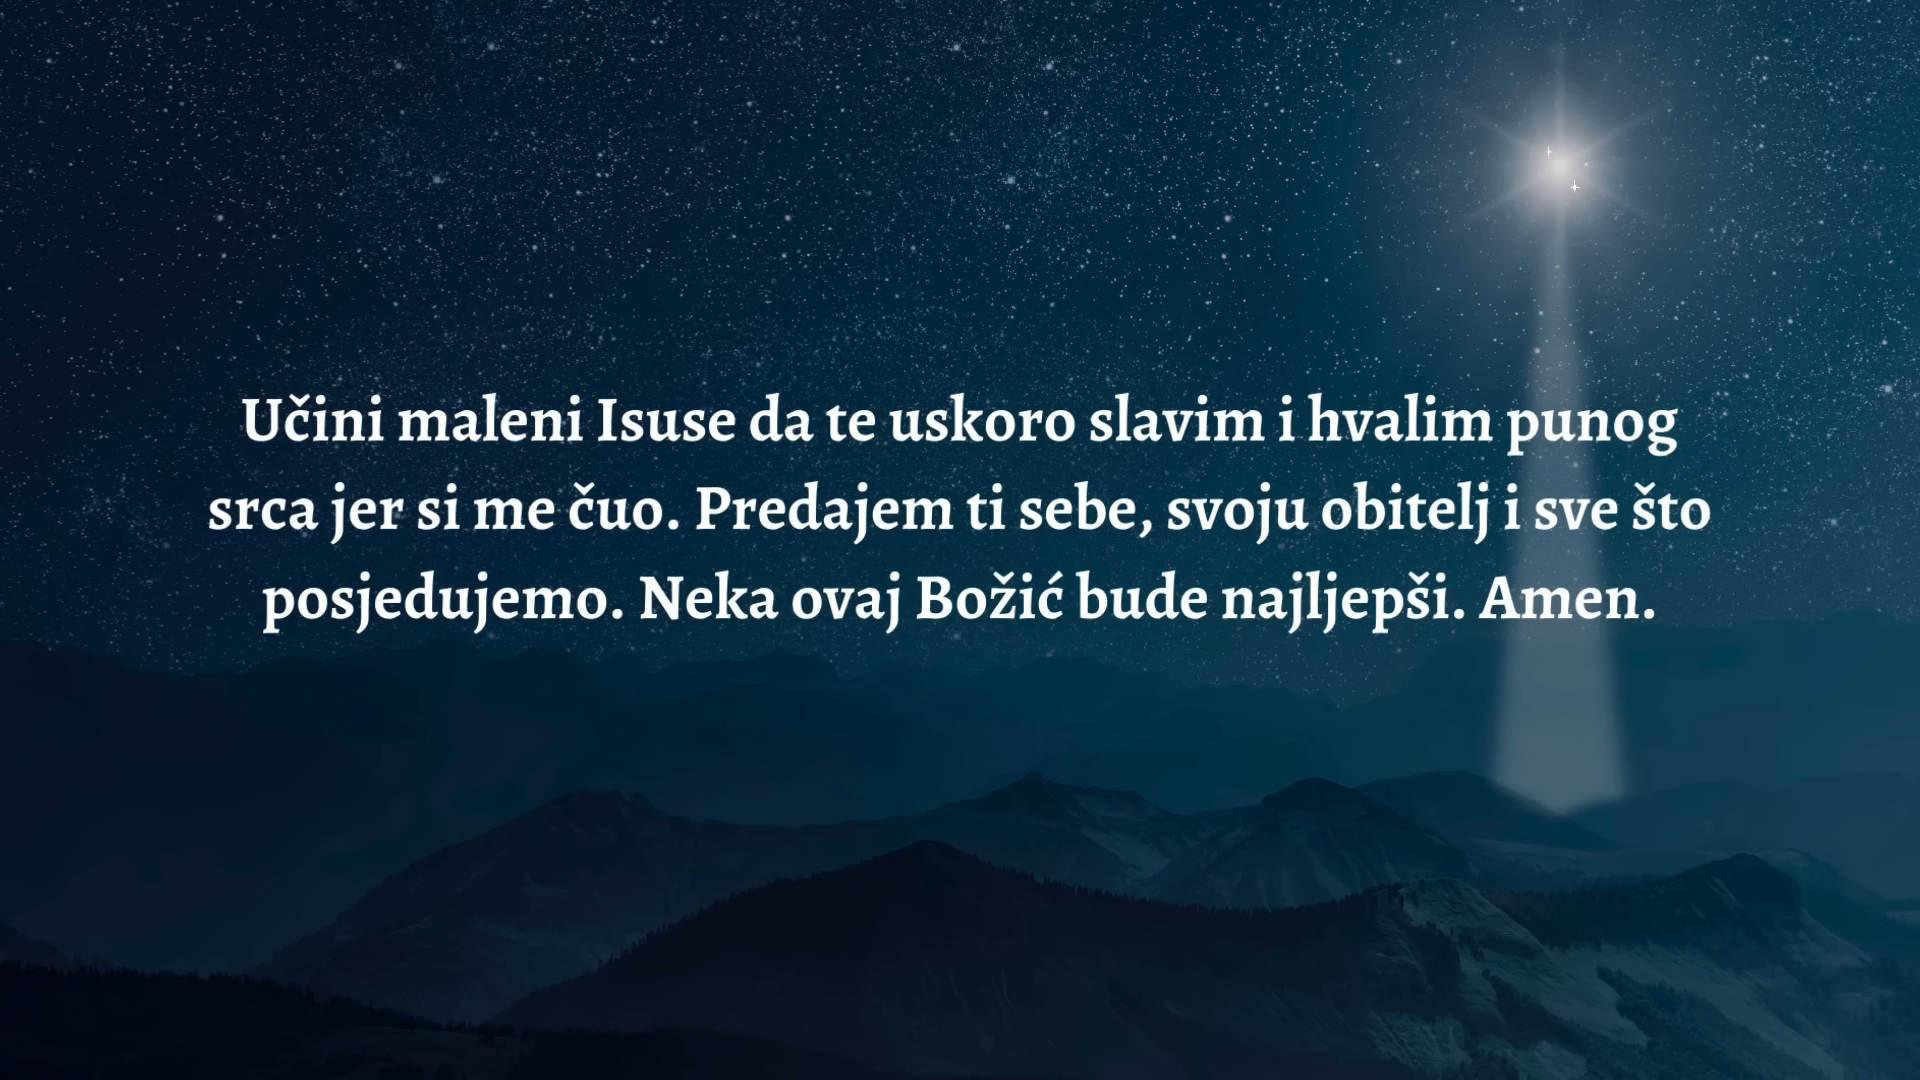 Učini maleni Isuse da te uskoro slavim i hvalim punog
srca jer si me čuo. Predajem ti sebe, svoju obitelj i sve što
posjedujemo. Neka ovaj Božić bude najljepši. Amen.